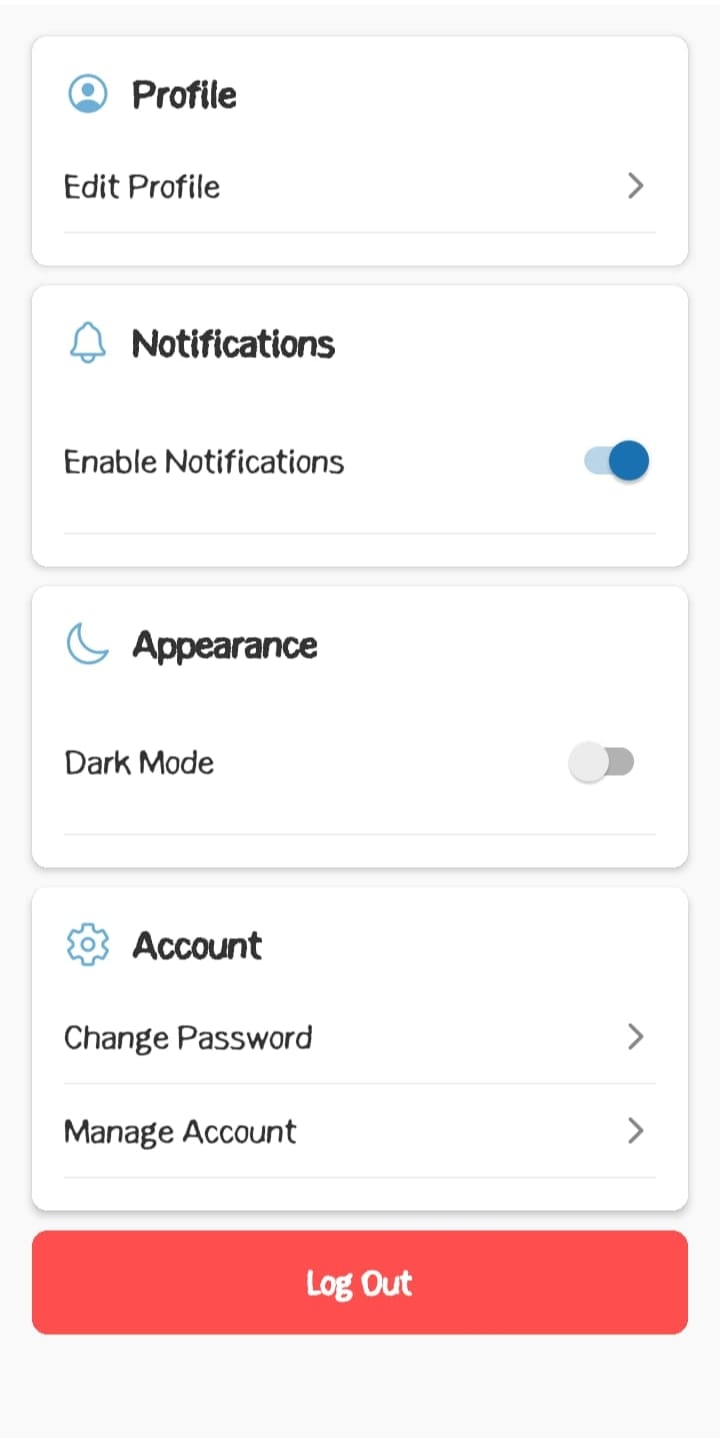 Profile
Edit Profile
Notifications
Enable Notifications
Appearance
Dark Mode
Account
Change Password
Manage Account
Log Out